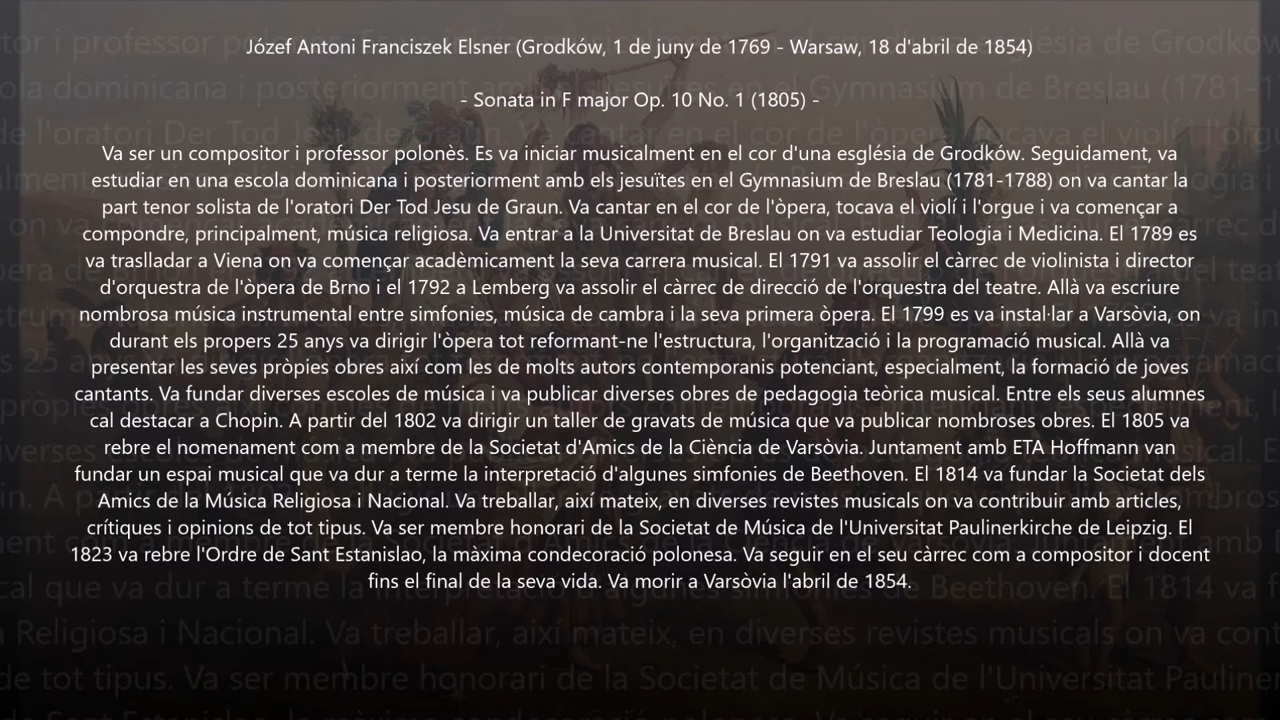 Józef Antoni Franciszek Elsner (Grodków, 1 de juny de 1769 - Warsaw, 18 d'abril de 1854)
- Sonata in F major Op. 10 No. 1 (1805) -
Va ser un compositor i professor polonès. Es va iniciar musicalment en el cor d'una església de Grodków. Seguidament, va
estudiar en una escola dominicana i posteriorment amb els jesuïtes en el Gymnasium de Breslau (1781-1788) on va cantar la
part tenor solista de l'oratori Der Tod Jesu de Graun. Va cantar en el cor de l'òpera, tocava el violí i l'orgue i va començar a
compondre, principalment, música religiosa. Va entrar a la Universitat de Breslau on va estudiar Teologia i Medicina. El 1789 es
va traslladar a Viena on va començar acadèmicament la seva carrera musical. El 1791 va assolir el càrrec de violinista i director
d'orquestra de l'òpera de Brno i el 1792 a Lemberg va assolir el càrrec de direcció de l'orquestra del teatre. Allà va escriure
nombrosa música instrumental entre simfonies, música de cambra i la seva primera òpera. El 1799 es va instal·lar a Varsòvia, on
durant els propers 25 anys va dirigir l'òpera tot reformant-ne l'estructura, l'organització i la programació musical. Allà va
presentar les seves pròpies obres així com les de molts autors contemporanis potenciant, especialment, la formació de joves
cantants. Va fundar diverses escoles de música i va publicar diverses obres de pedagogia teòrica musical. Entre els seus alumnes
cal destacar a Chopin. A partir del 1802 va dirigir un taller de gravats de música que va publicar nombroses obres. El 1805 va
rebre el nomenament com a membre de la Societat d'Amics de la Ciència de Varsòvia. Juntament amb ETA Hoffmann van
fundar un espai musical que va dur a terme la interpretació d'algunes simfonies de Beethoven. El 1814 va fundar la Societat dels
Amics de la Música Religiosa i Nacional. Va treballar, així mateix, en diverses revistes musicals on va contribuir amb articles,
crítiques i opinions de tot tipus. Va ser membre honorari de la Societat de Música de l'Universitat Paulinerkirche de Leipzig. El
1823 va rebre l'Ordre de Sant Estanislao, la màxima condecoració polonesa. Va seguir en el seu càrrec com a compositor i docent
fins el final de la seva vida. Va morir a Varsòvia l'abril de 1854.